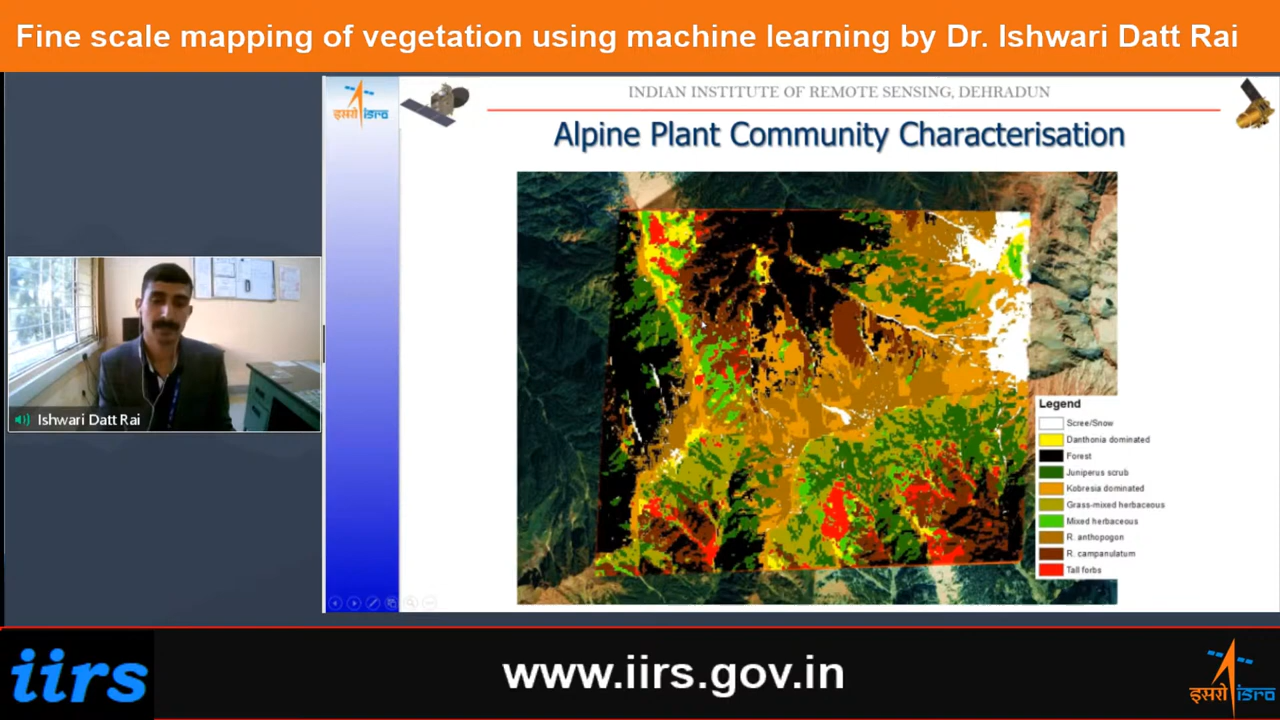 Fine scale mapping of vegetation using machine learning by Dr. Ishwari Datt Rai
इसरो isro
INDIAN INSTITUTE OF REMOTE SENSING, DEHRADUN
Alpine Plant Community Characterisation
Ishwari Datt Rai
Legend
Scree/Snow
Danthonia dominated
Forest
Juniperus scrub
Kobresia dominated
Grass-mixed herbaceous
Mixed herbaceous
R. anthopogon
R. campanulatum
Tall forbs
iirs
www.iirs.gov.in
इसरो isro